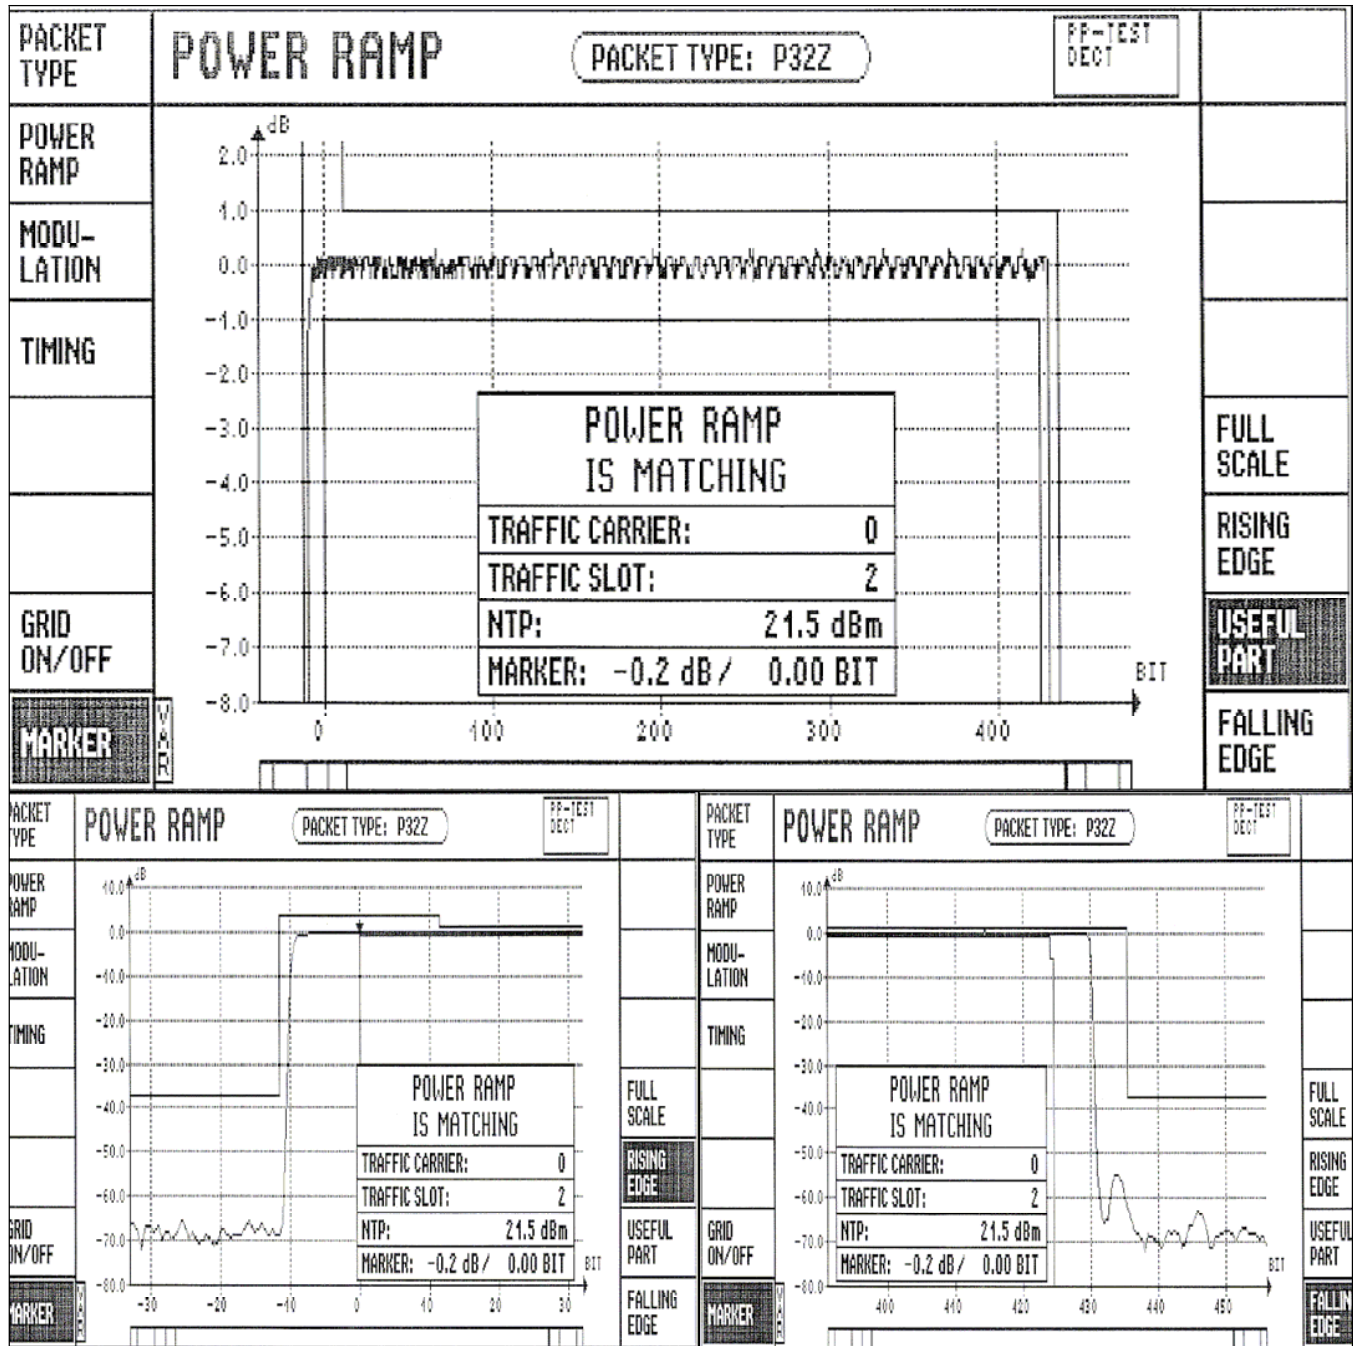 PACKET
TYPE
POWER RAMP
PACKET TYPE: P32Z
PP-TEST
DECT
POWER
RAMP
MODU-
LATION
TIMING
GRID
ON/OFF
MARKER
VAR
dB
2.0
1.0
0.0
-1.0
-2.0
-3.0
-4.0
-5.0
-6.0
-7.0
-8.0
0
100
200
300
400
BIT
POWER RAMP
IS MATCHING
TRAFFIC CARRIER: 0
TRAFFIC SLOT: 2
NTP: 21.5 dBm
MARKER: -0.2 dB / 0.00 BIT
FULL
SCALE
RISING
EDGE
USEFUL
PART
FALLING
EDGE
PACKET
TYPE
POWER RAMP
PACKET TYPE: P32Z
PP-TEST
DECT
POWER
RAMP
MODU-
LATION
TIMING
GRID
ON/OFF
MARKER
VAR
dB
10.0
0.0
-10.0
-20.0
-30.0
-40.0
-50.0
-60.0
-70.0
-80.0
-30
-20
-10
0
10
20
30
BIT
POWER RAMP
IS MATCHING
TRAFFIC CARRIER: 0
TRAFFIC SLOT: 2
NTP: 21.5 dBm
MARKER: -0.2 dB / 0.00 BIT
FULL
SCALE
RISING
EDGE
USEFUL
PART
FALLING
EDGE
PACKET
TYPE
POWER RAMP
PACKET TYPE: P32Z
PP-TEST
DECT
POWER
RAMP
MODU-
LATION
TIMING
GRID
ON/OFF
MARKER
VAR
dB
10.0
0.0
-10.0
-20.0
-30.0
-40.0
-50.0
-60.0
-70.0
-80.0
400
410
420
430
440
450
BIT
POWER RAMP
IS MATCHING
TRAFFIC CARRIER: 0
TRAFFIC SLOT: 2
NTP: 21.5 dBm
MARKER: -0.2 dB / 0.00 BIT
FULL
SCALE
RISING
EDGE
USEFUL
PART
FALLIN
EDGE